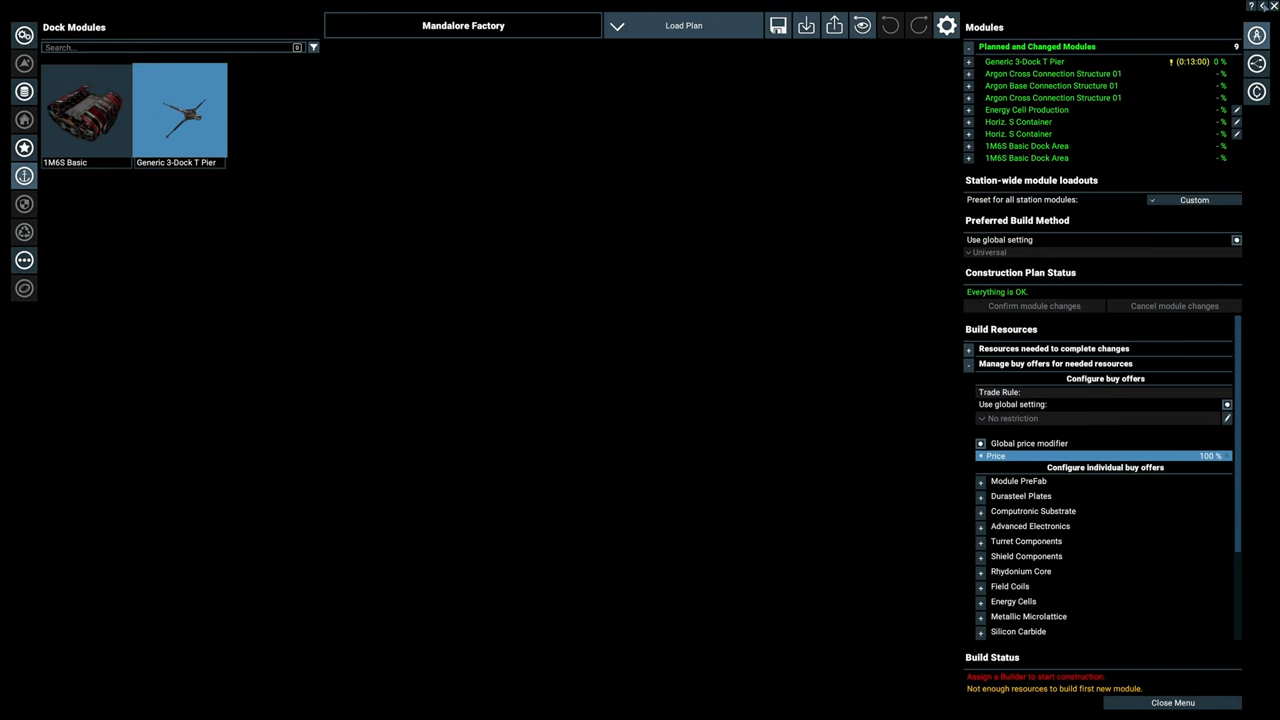 Dock Modules
Search...
1M6S Basic
Generic 3-Dock T Pier
Mandalore Factory
Load Plan
Modules
Planned and Changed Modules 9
Generic 3-Dock T Pier (0:13:00) 0 %
Argon Cross Connection Structure 01 - %
Argon Base Connection Structure 01 - %
Argon Cross Connection Structure 01 - %
Energy Cell Production - %
Horiz. S Container - %
Horiz. S Container - %
1M6S Basic Dock Area - %
1M6S Basic Dock Area - %
Station-wide module loadouts
Preset for all station modules: Custom
Preferred Build Method
Use global setting
Universal
Construction Plan Status
Everything is OK.
Confirm module changes Cancel module changes
Build Resources
Resources needed to complete changes
Manage buy offers for needed resources
Configure buy offers
Trade Rule:
Use global setting:
No restriction
Global price modifier
Price 100 %
Configure individual buy offers
Module PreFab
Durasteel Plates
Computronic Substrate
Advanced Electronics
Turret Components
Shield Components
Rhydonium Core
Field Coils
Energy Cells
Metallic Microlattice
Silicon Carbide
Build Status
Assign a Builder to start construction.
Not enough resources to build first new module.
Close Menu